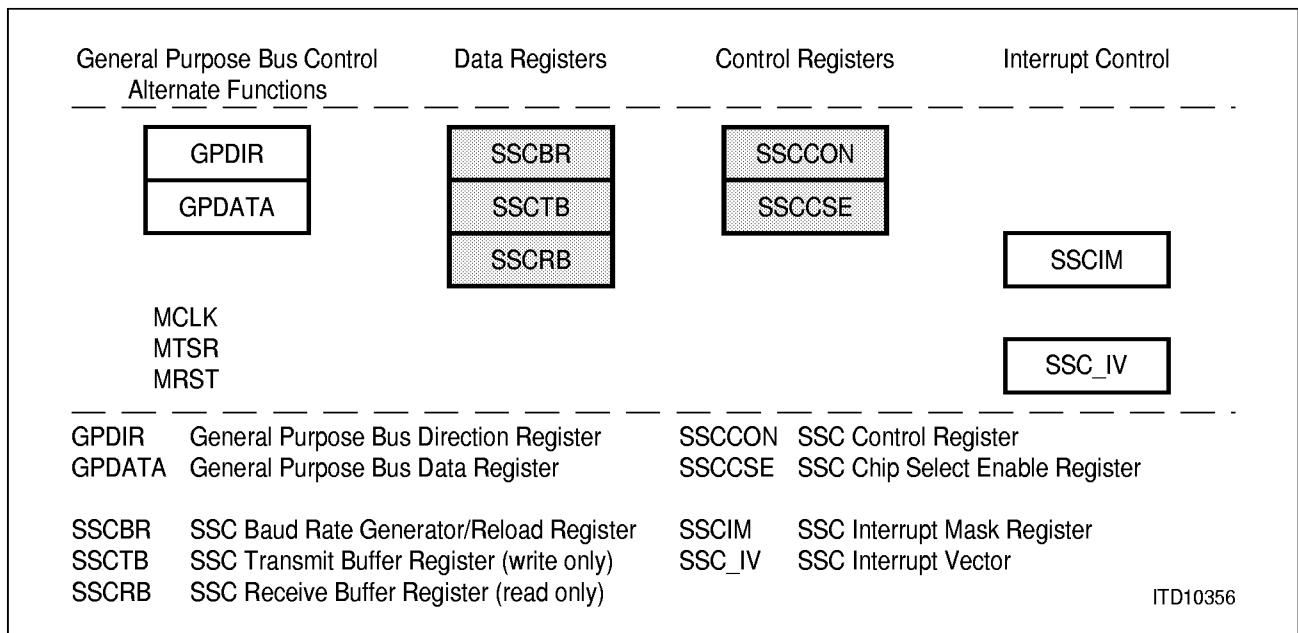 General Purpose Bus Control Alternate Functions
Data Registers
Control Registers
Interrupt Control
GPDIR
GPDATA
SSCBR
SSCTB
SSCRB
SSCCON
SSCCSE
SSCIM
SSC_IV
MCLK
MTSR
MRST
GPDIR General Purpose Bus Direction Register
GPDATA General Purpose Bus Data Register
SSCBR SSC Baud Rate Generator/Reload Register
SSCTB SSC Transmit Buffer Register (write only)
SSCRB SSC Receive Buffer Register (read only)
SSCCON SSC Control Register
SSCCSE SSC Chip Select Enable Register
SSCIM SSC Interrupt Mask Register
SSC_IV SSC Interrupt Vector
ITD10356